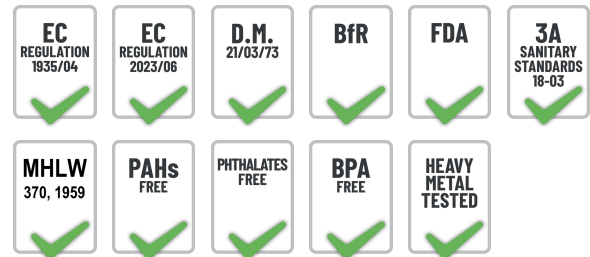 EC
REGULATION
1935/04
EC
REGULATION
2023/06
D.M.
21/03/73
BfR
FDA
3A
SANITARY
STANDARDS
18-03
MHLW
370, 1959
PAHs
FREE
PHTHALATES
FREE
BPA
FREE
HEAVY
METAL
TESTED